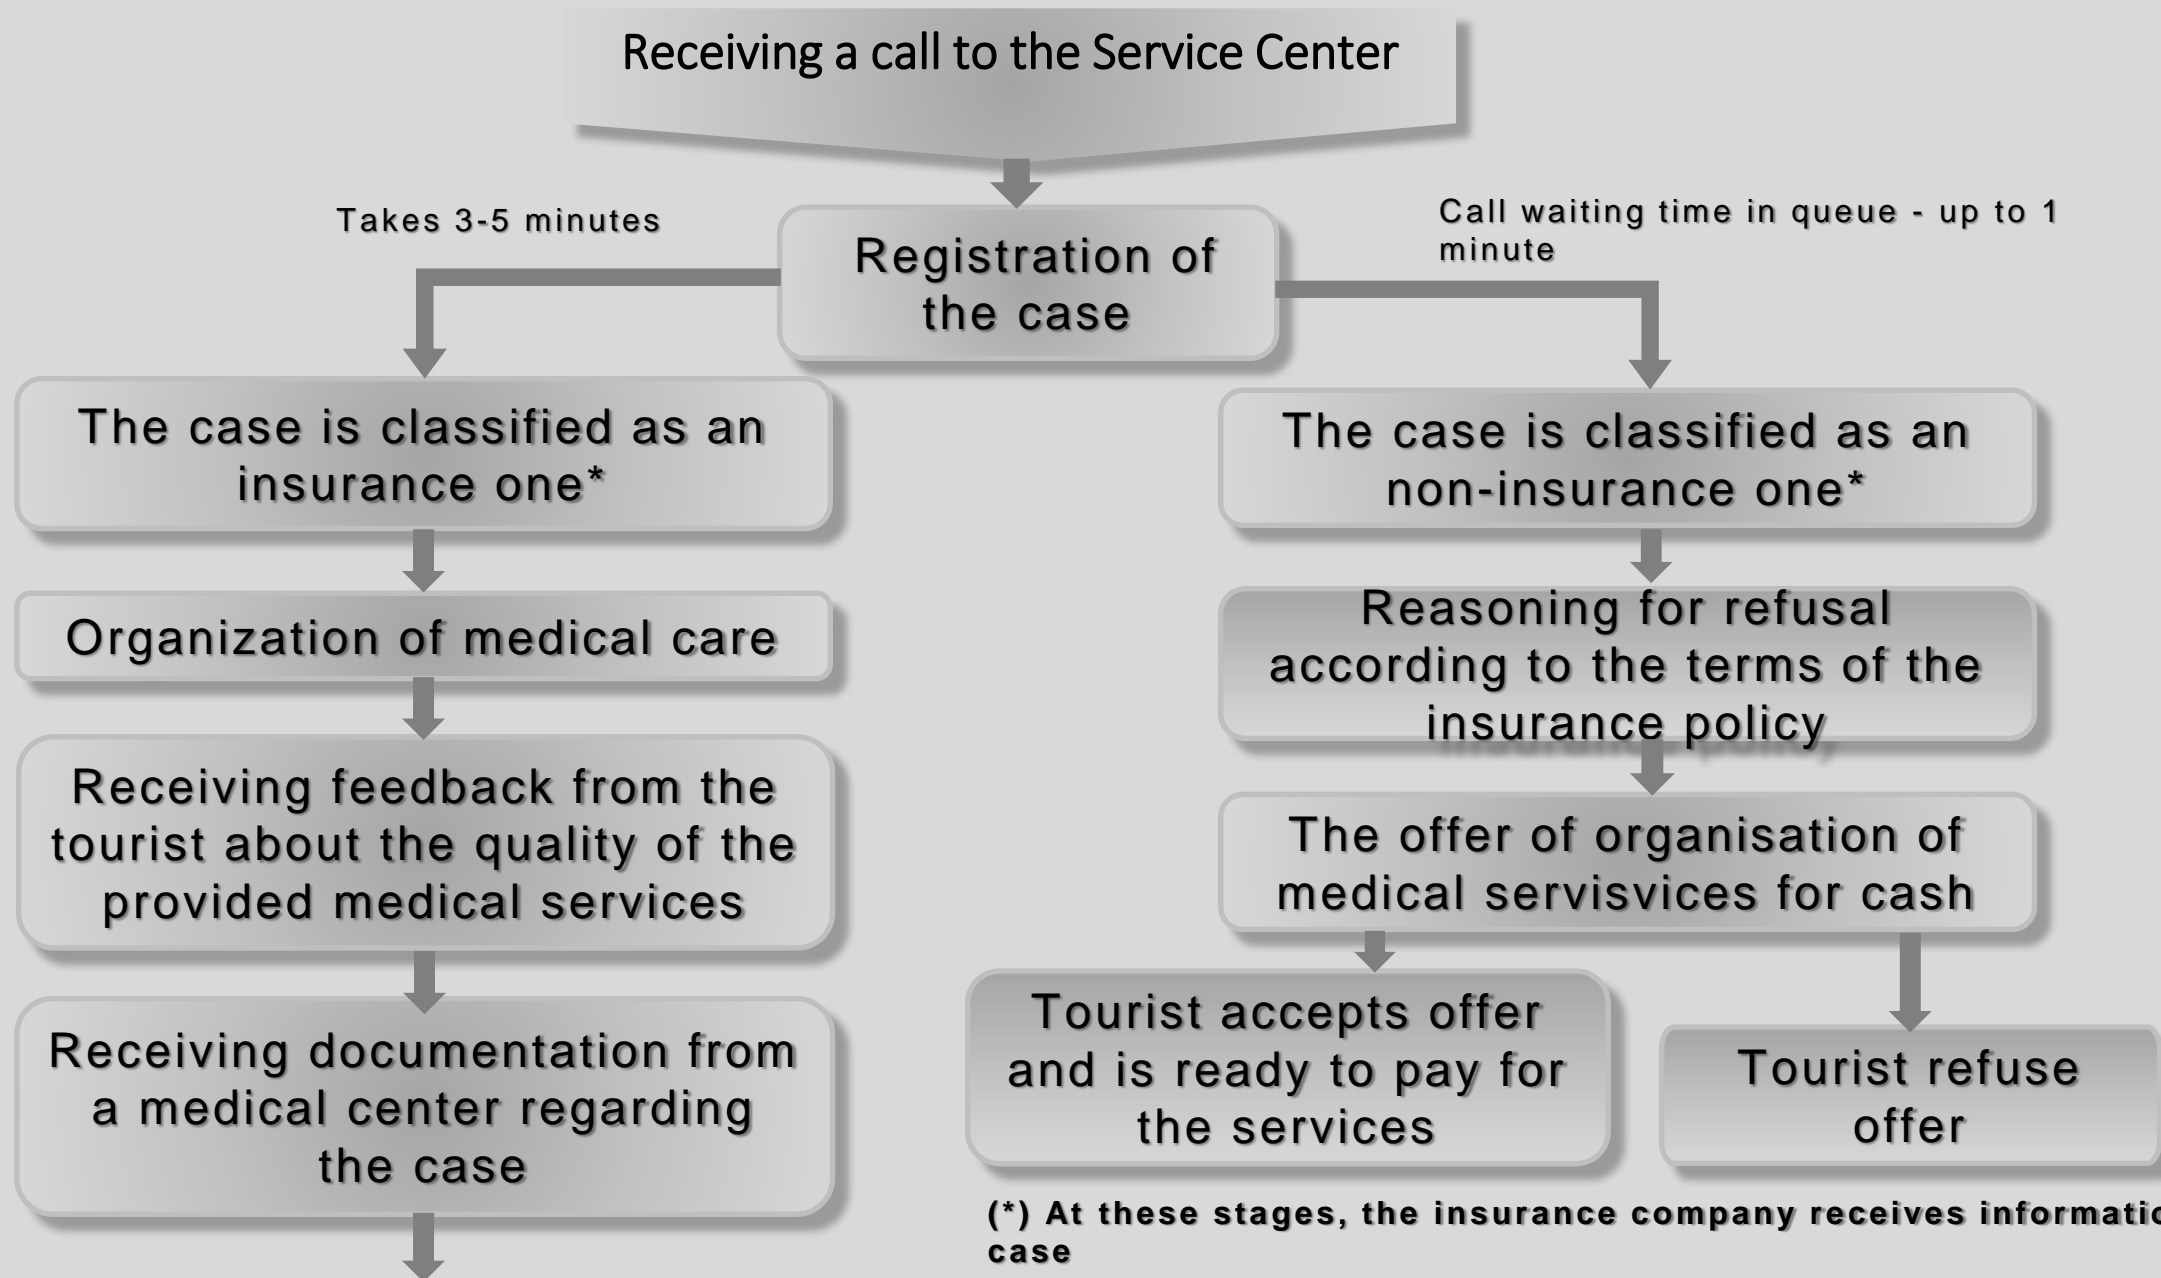 Receiving a call to the Service Center
Takes 3-5 minutes
Call waiting time in queue - up to 1
minute
Registration of
the case
The case is classified as an
insurance one*
Organization of medical care
Receiving feedback from the
tourist about the quality of the
provided medical services
Receiving documentation from
a medical center regarding
the case
The case is classified as an
non-insurance one*
Reasoning for refusal
according to the terms of the
insurance policy
The offer of organisation of
medical servisvices for cash
Tourist accepts offer
and is ready to pay for
the services
Tourist refuse
offer
(*) At these stages, the insurance company receives
case